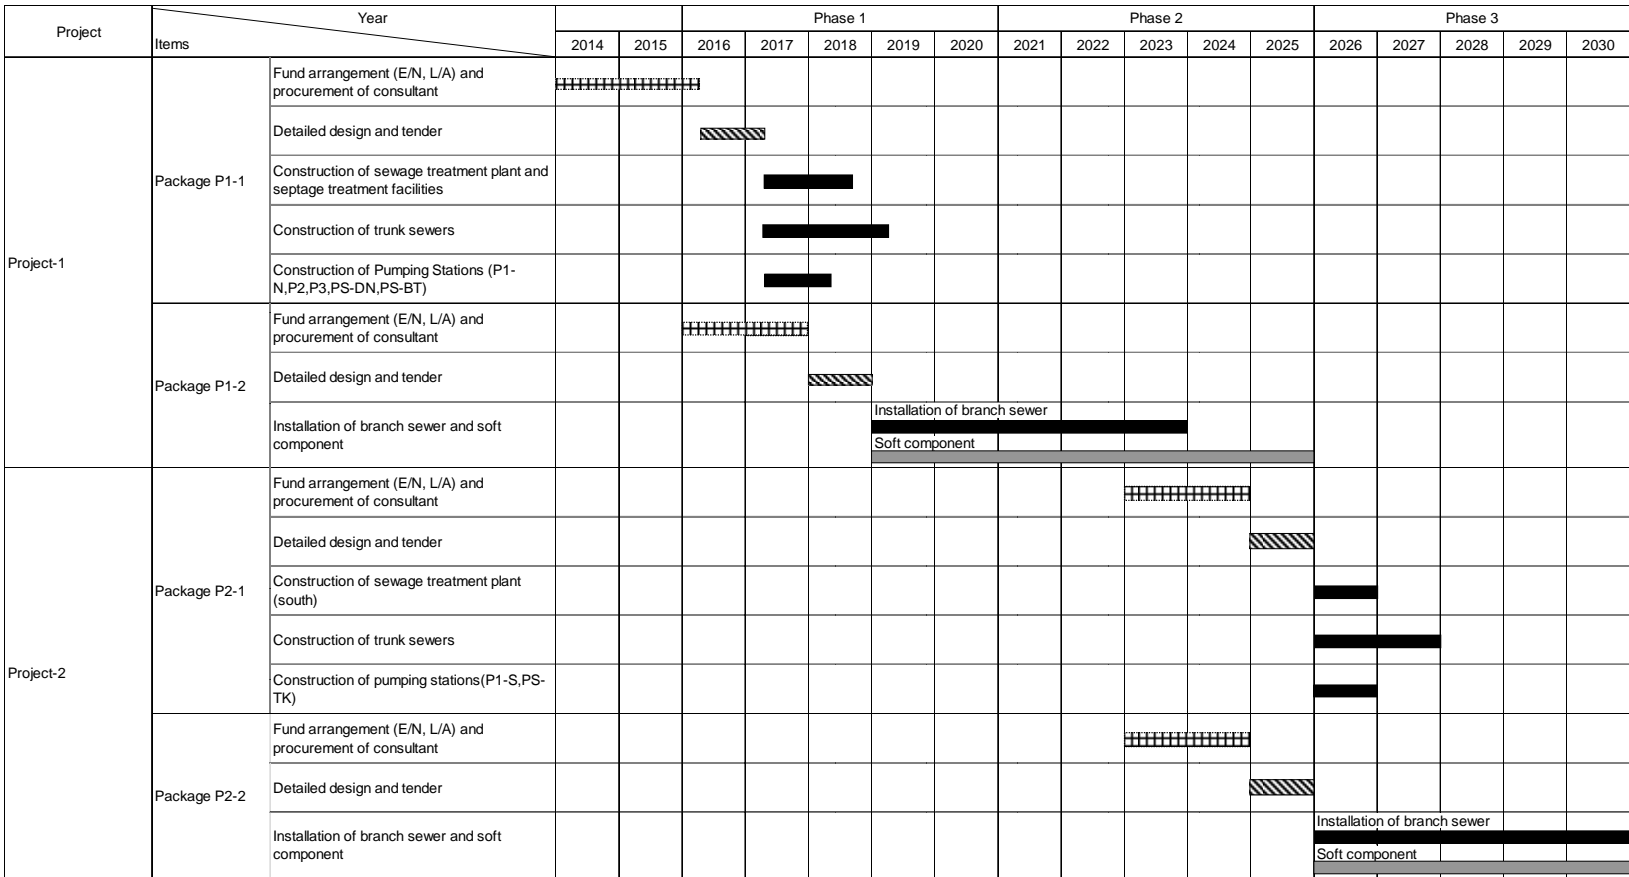 Project
Year
Items
Phase 1
Phase 2
Phase 3
2014 2015 2016 2017 2018 2019 2020 2021 2022 2023 2024 2025 2026 2027 2028 2029 2030
Project-1
Package P1-1
Fund arrangement (E/N, L/A) and
procurement of consultant
Detailed design and tender
Construction of sewage treatment plant and
septage treatment facilities
Construction of trunk sewers
Construction of Pumping Stations (P1-
N,P2,P3,PS-DN,PS-BT)
Package P1-2
Fund arrangement (E/N, L/A) and
procurement of consultant
Detailed design and tender
Installation of branch sewer and soft
component
Installation of branch sewer
Soft component
Project-2
Package P2-1
Fund arrangement (E/N, L/A) and
procurement of consultant
Detailed design and tender
Construction of sewage treatment plant
(south)
Construction of trunk sewers
Construction of pumping stations(P1-S,PS-
TK)
Package P2-2
Fund arrangement (E/N, L/A) and
procurement of consultant
Detailed design and tender
Installation of branch sewer and soft
component
Installation of branch sewer
Soft component